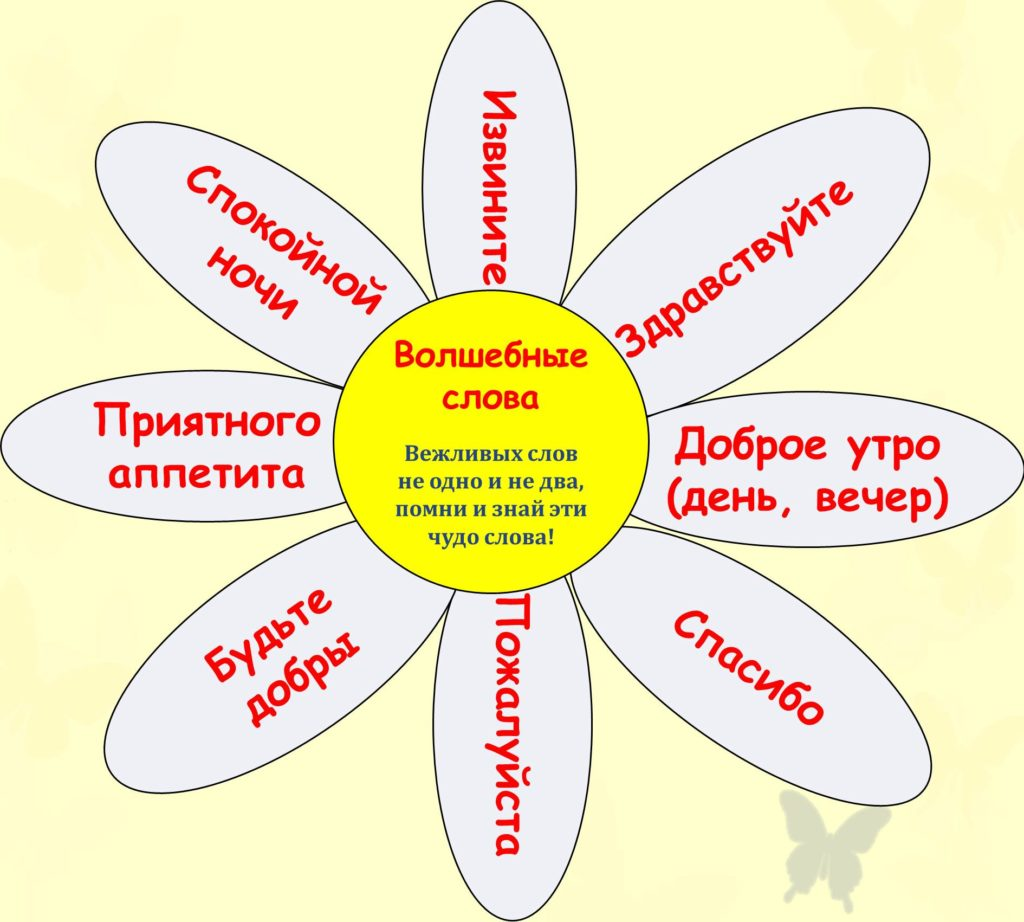 Волшебные
слова
Вежливых слов
не одно и не два,
помни и знай эти
чудо слова!
Извините
Здравствуйте
Доброе утро
(день, вечер)
Спасибо
Пожалуйста
Будьте
добры
Приятного
аппетита
Спокойной
ночи